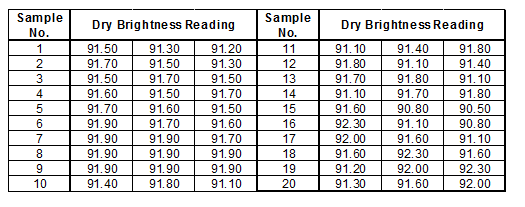 Sample No. Dry Brightness Reading Sample No. Dry Brightness Reading
1 91.50 91.30 91.20 11 91.10 91.40 91.80
2 91.70 91.50 91.30 12 91.80 91.10 91.40
3 91.50 91.70 91.50 13 91.70 91.80 91.10
4 91.60 91.50 91.70 14 91.10 91.70 91.80
5 91.70 91.60 91.50 15 91.60 90.80 90.50
6 91.90 91.70 91.60 16 92.30 91.10 90.80
7 91.90 91.90 91.70 17 92.00 91.60 91.10
8 91.90 91.90 91.90 18 91.60 92.30 91.60
9 91.90 91.90 91.90 19 91.20 92.00 92.30
10 91.40 91.80 91.10 20 91.30 91.60 92.00